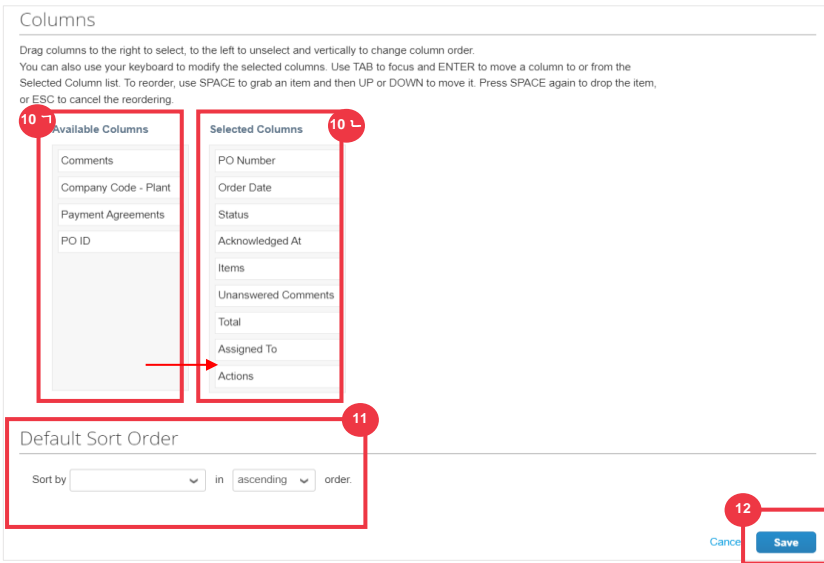 Columns
Drag columns to the right to select, to the left to unselect and vertically to change column order.
You can also use your keyboard to modify the selected columns. Use TAB to focus and ENTER to move a column to or from the
Selected Column list. To reorder, use SPACE to grab an item and then UP or DOWN to move it. Press SPACE again to drop the item,
or ESC to cancel the reordering.
10 ㄱ
Available Columns
Selected Columns
10 ㄴ
Comments
Company Code - Plant
Payment Agreements
PO ID
PO Number
Order Date
Status
Acknowledged At
Items
Unanswered Comments
Total
Assigned To
Actions
11
Default Sort Order
Sort by in ascending order.
12
Cance Save